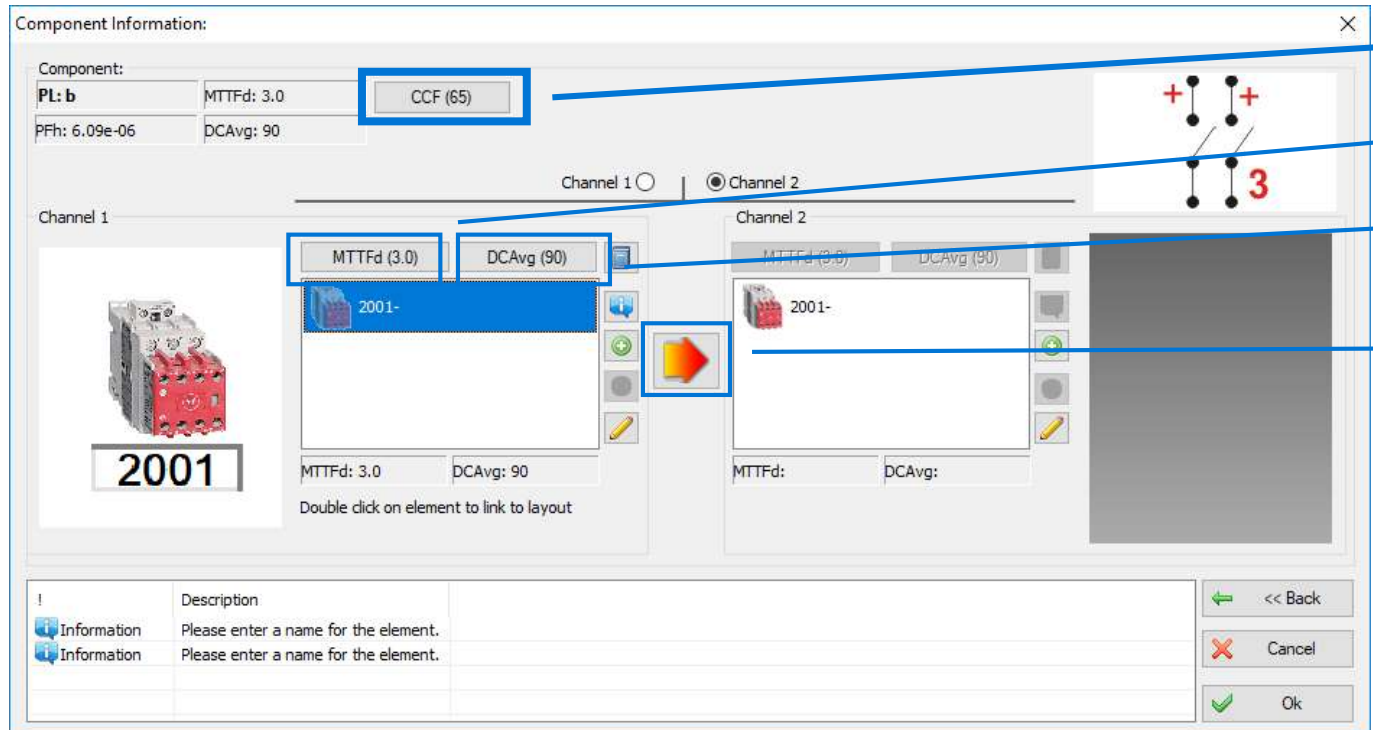 Component Information:
Component:
PL: b
MTTFd: 3.0
CCF (65)
PFh: 6.09e-06
DCAvg: 90
+ +
3
Channel 1
Channel 2
Channel 1
MTTFd (3.0)
DCAvg (90)
2001-
2001
MTTFd: 3.0
DCAvg: 90
Double click on element to link to layout
Channel 2
MTTFd (3.0)
DCAvg (90)
2001-
MTTFd:
DCAvg:
! Description
Information Please enter a name for the element.
Information Please enter a name for the element.
<< Back
Cancel
Ok